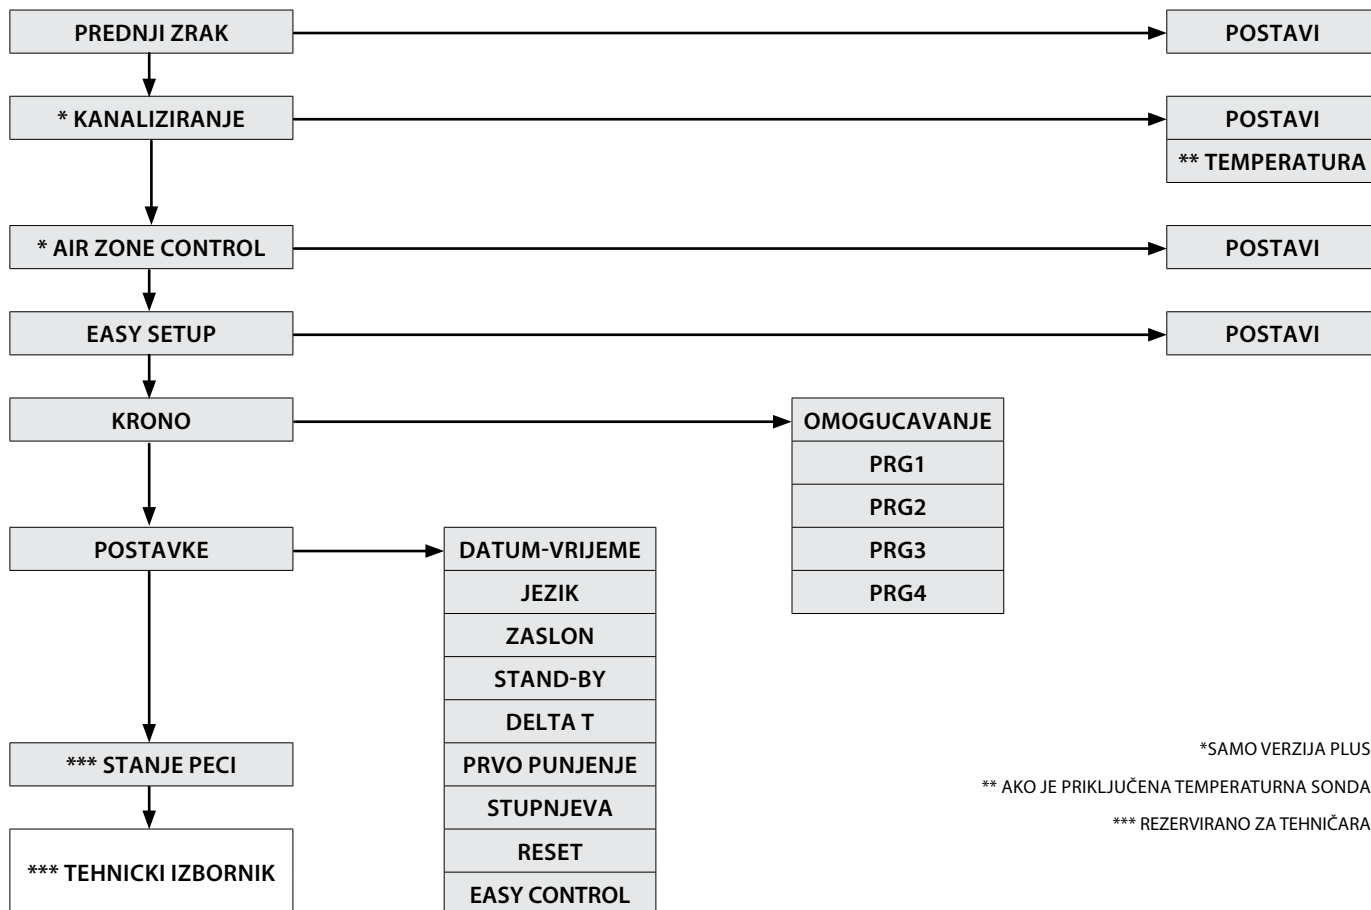 PREDNJI ZRAK
POSTAVI
* KANALIZIRANJE
POSTAVI
** TEMPERATURA
* AIR ZONE CONTROL
POSTAVI
EASY SETUP
POSTAVI
KRONO
OMOGUCAVANJE
PRG1
PRG2
PRG3
PRG4
POSTAVKE
DATUM-VRIJEME
JEZIK
ZASLON
STAND-BY
DELTA T
PRVO PUNJENJE
STUPNJEVA
RESET
EASY CONTROL
*** STANJE PECI
*** TEHNICKI IZBORNIK
*SAMO VERZIJA PLUS
** AKO JE PRIKLJUČENA TEMPERATURNA SONDA
*** REZERVIRANO ZA TEHNIČARA